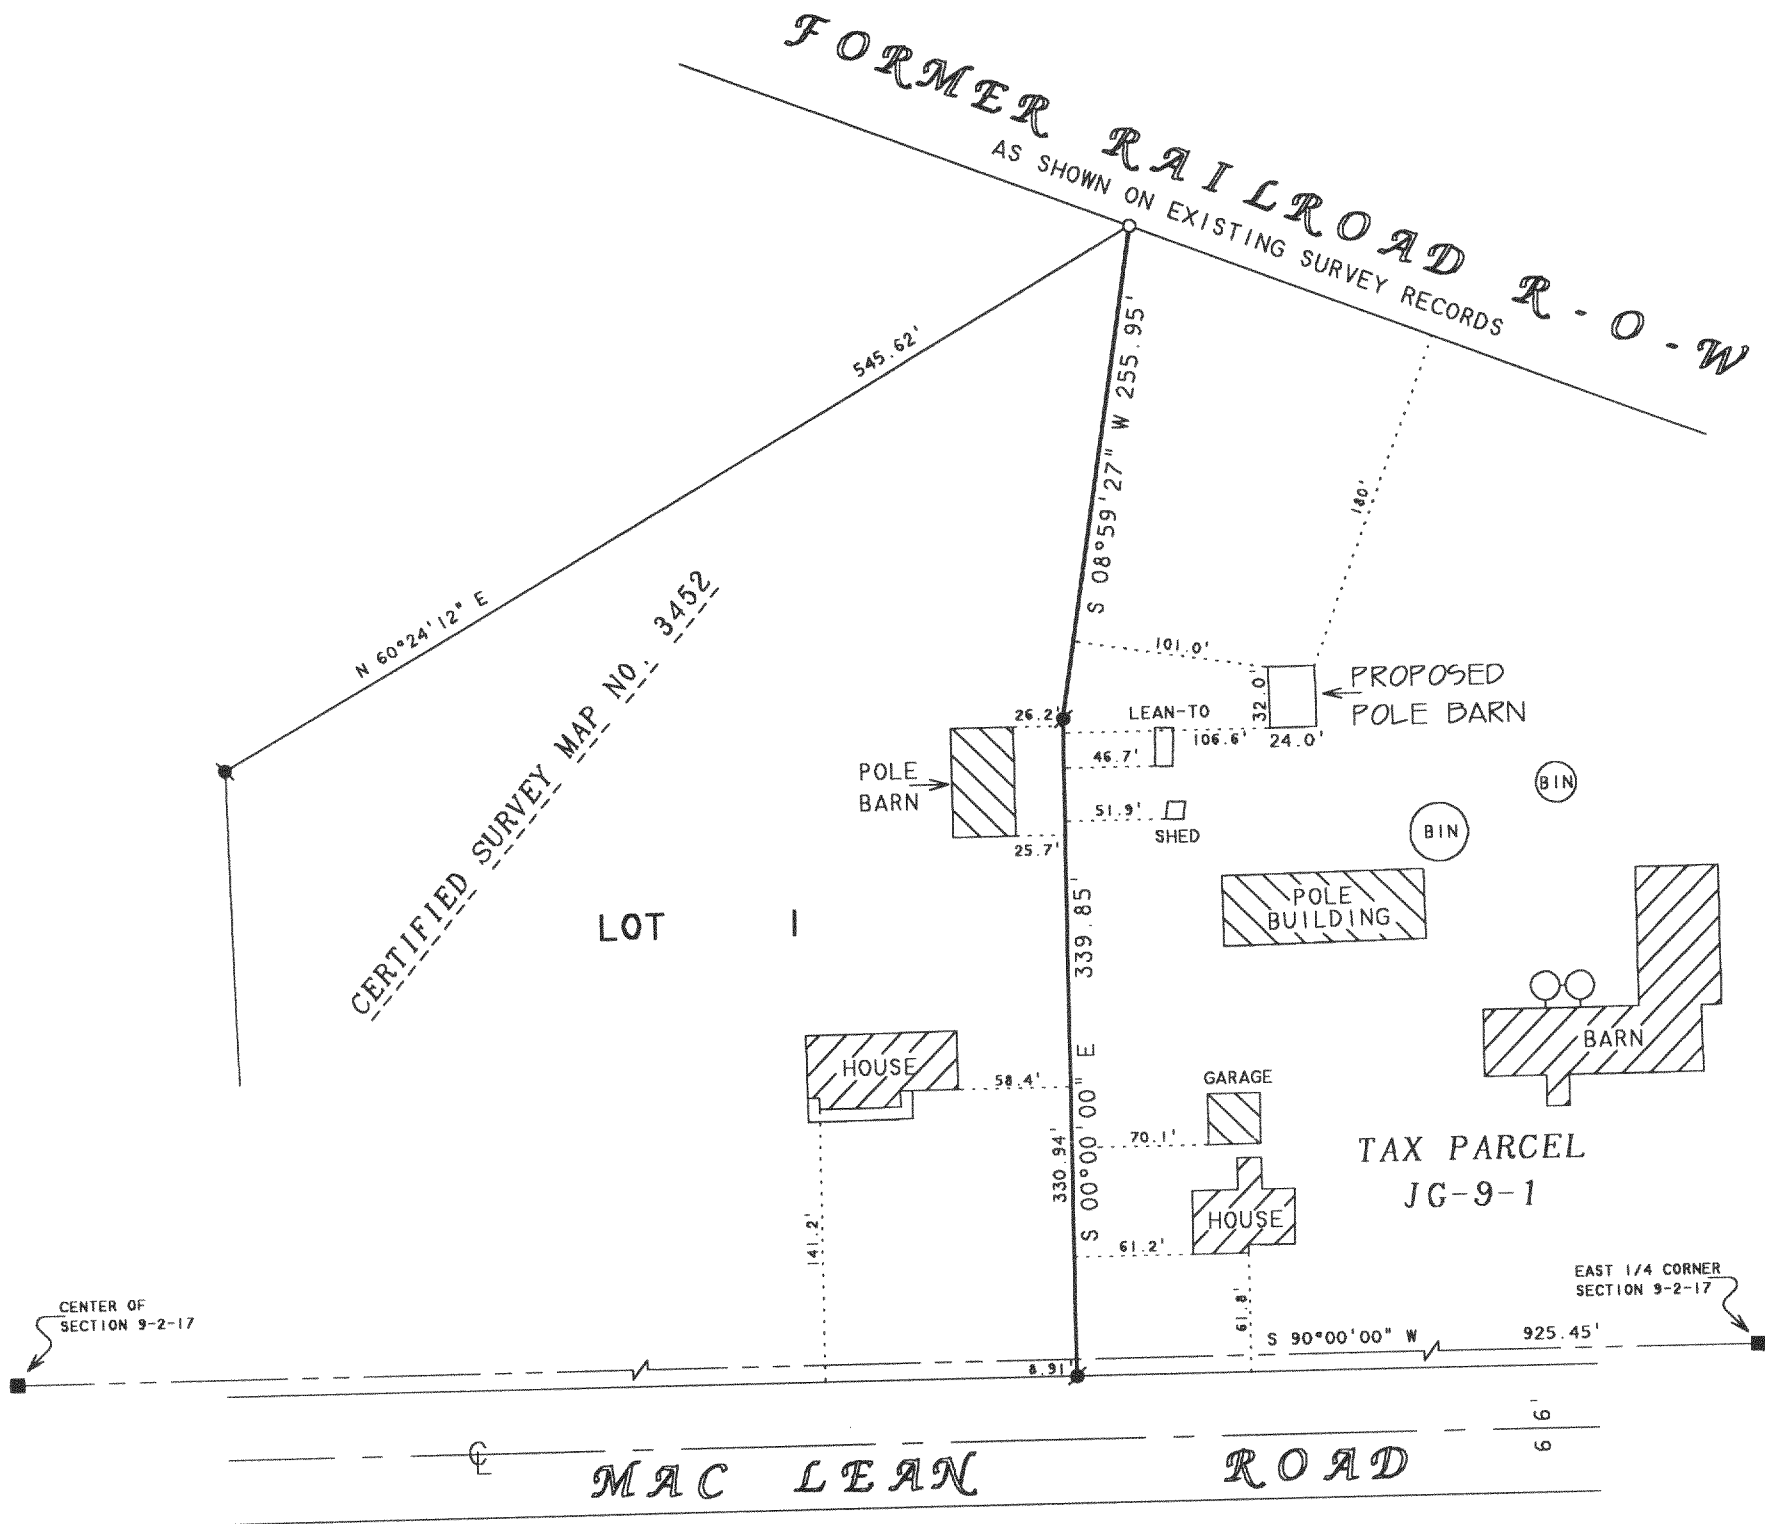 FORMER RAILROAD R-O-W
AS SHOWN ON EXISTING SURVEY RECORDS
545.62'
N 60°24'12" E
S 08°59'27" W 255.95'
180'
CERTIFIED SURVEY MAP NO. 3452
101.0'
32.0'
PROPOSED
POLE BARN
26.2'
LEAN-TO
106.6'
24.0'
46.7'
POLE
BARN
51.9'
SHED
25.7'
BIN
BIN
POLE
BUILDING
LOT 1
339.85'
S 00°00'00" E
330.94'
HOUSE
58.4'
BARN
GARAGE
70.1'
TAX PARCEL
JG-9-1
HOUSE
61.2'
141.2'
61.8'
CENTER OF
SECTION 9-2-17
EAST 1/4 CORNER
SECTION 9-2-17
S 90°00'00" W
925.45'
8.91'
66'
CL
MAC LEAN ROAD